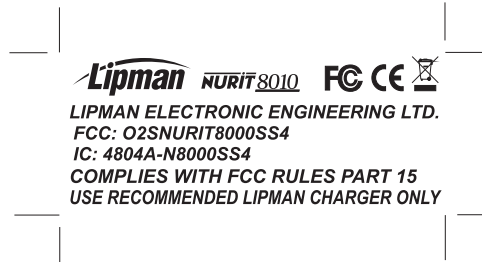 Lipman NURIT 8010 FC CE
LIPMAN ELECTRONIC ENGINEERING LTD.
FCC: O2SNURIT8000SS4
IC: 4804A-N8000SS4
COMPLIES WITH FCC RULES PART 15
USE RECOMMENDED LIPMAN CHARGER ONLY